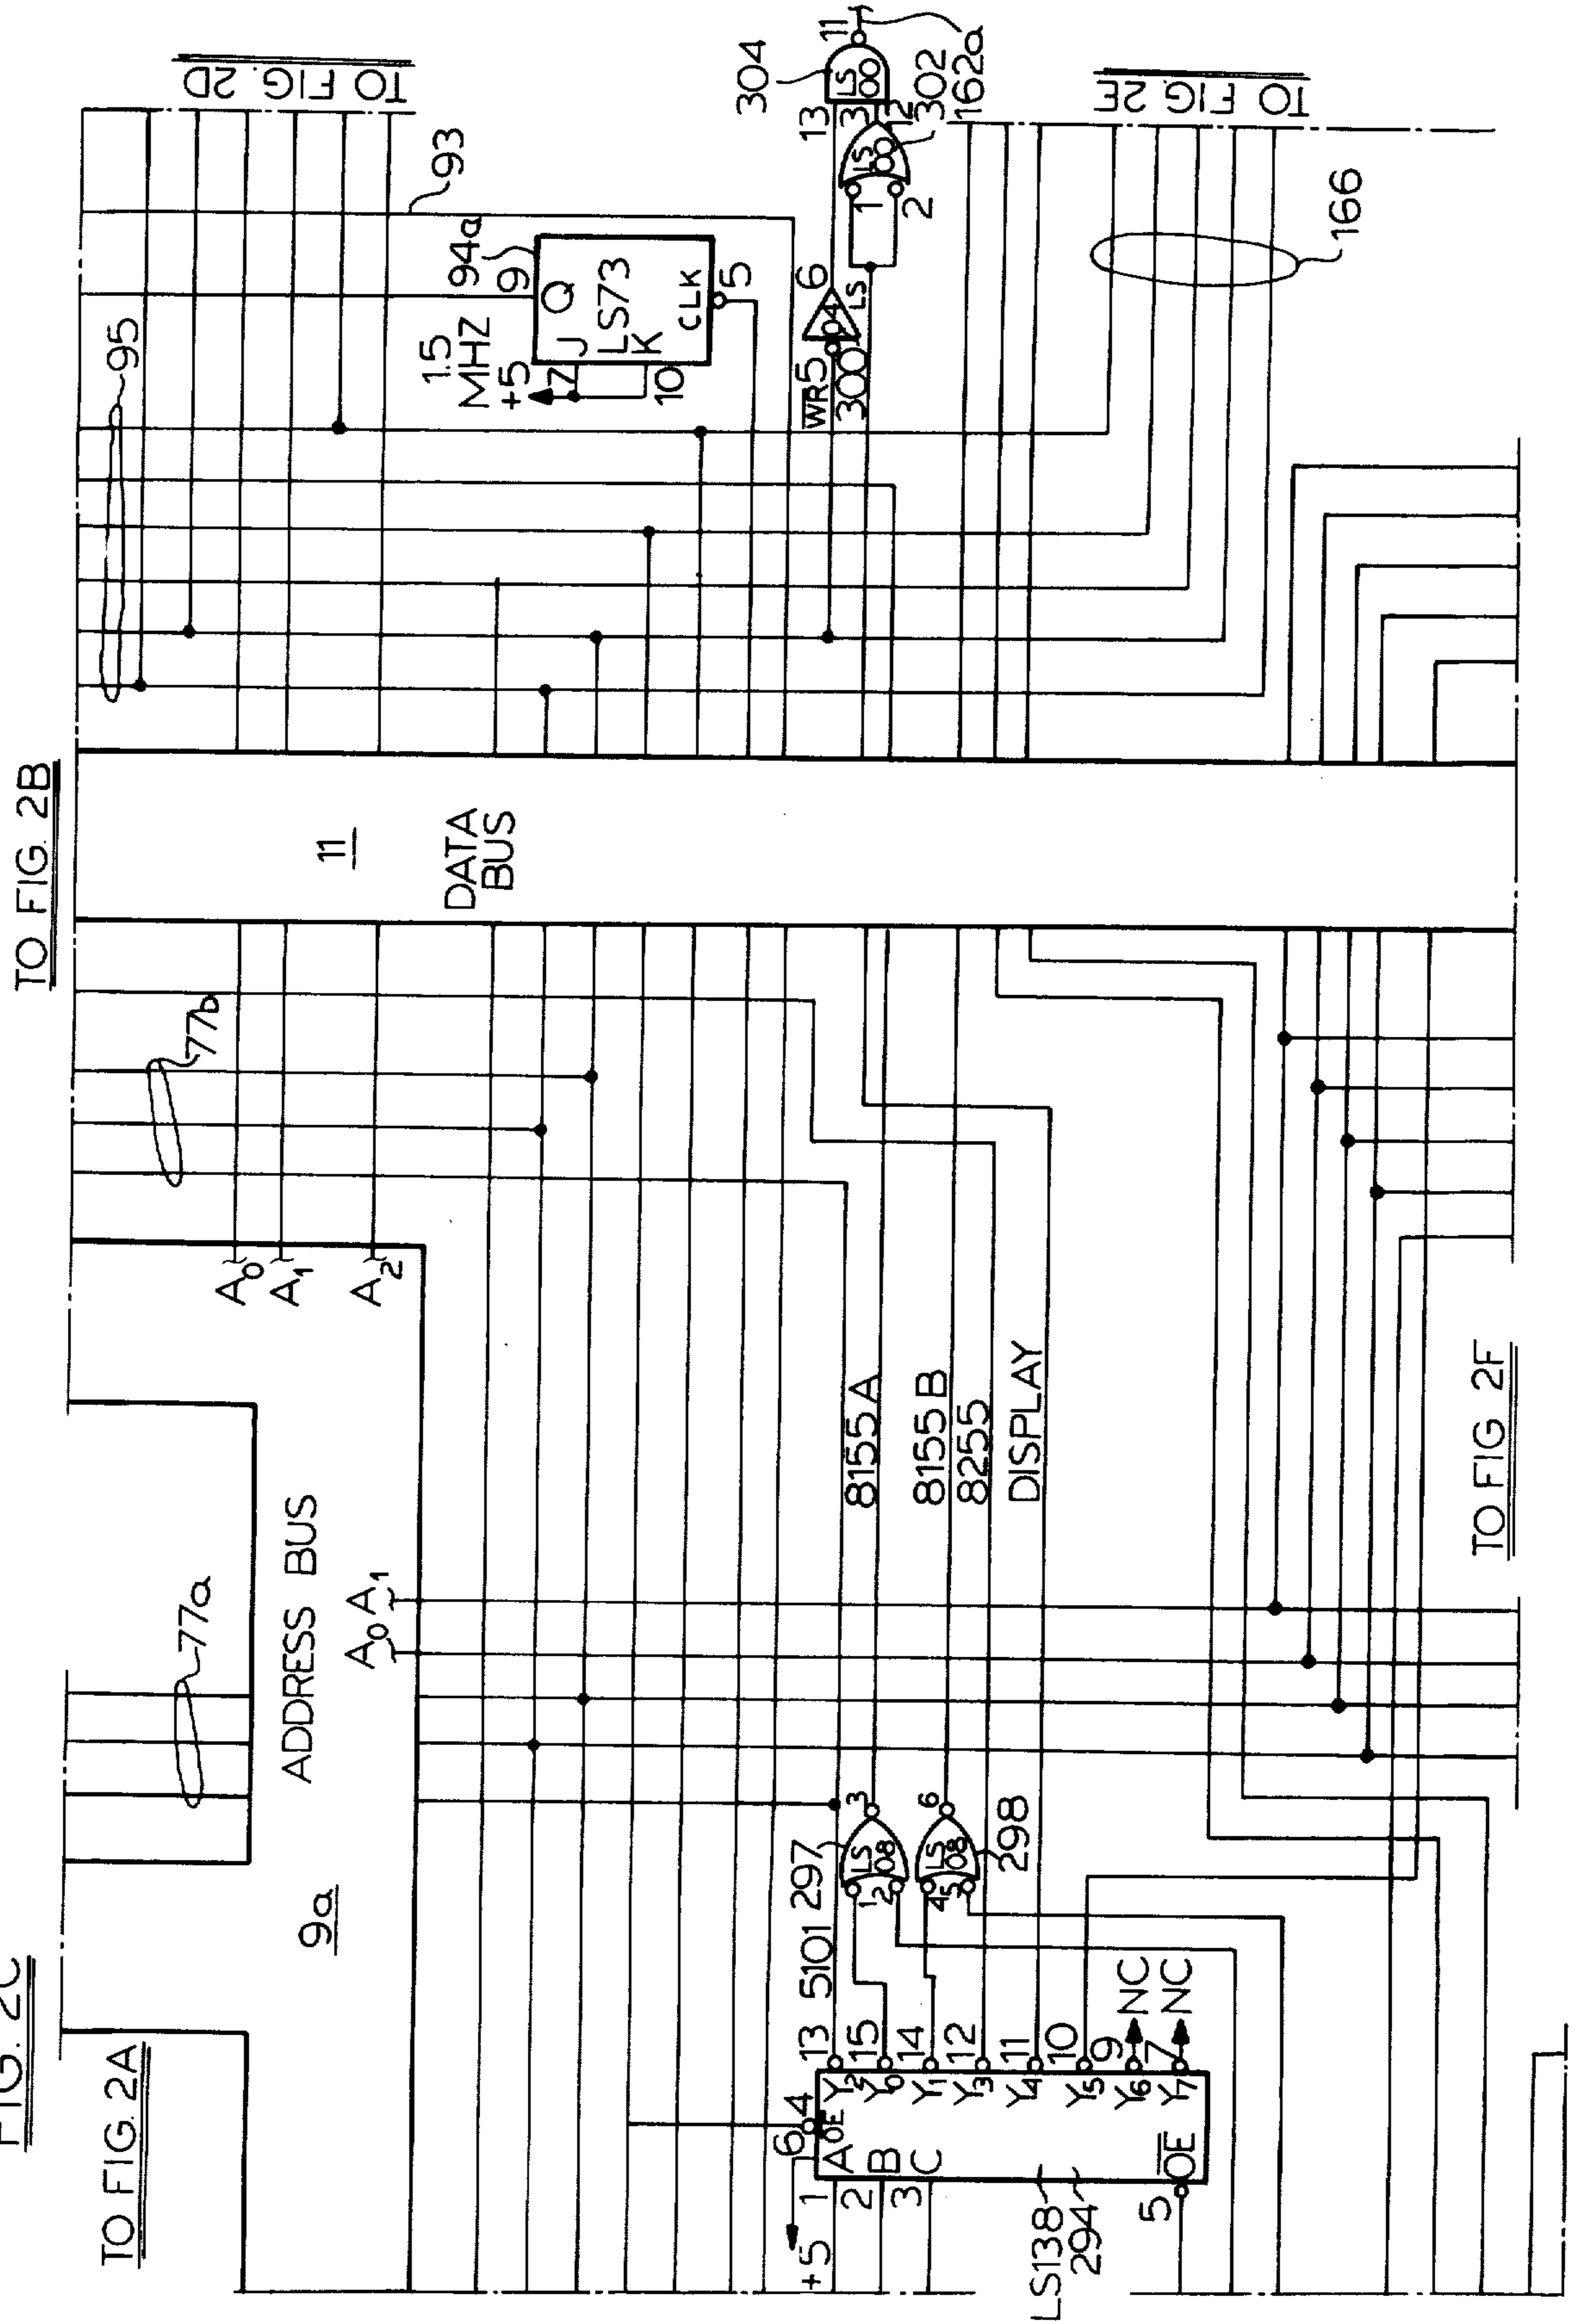 FIG. 2C
TO FIG. 2A
TO FIG. 2B
TO FIG. 2D
TO FIG. 2E
TO FIG 2F
9a
ADDRESS BUS
77a
77b
A0
A1
A2
A0 A1
11
DATA
BUS
95
93
94a
1.5
MHZ
+5
9
Q
7
J
LS73
K
10
CLK
5
WR
5
300
04
LS
6
1
2
LS
00
3
302
13
12
LS
00
304
11
162a
166
+5
6
4
OE
1
A
2
B
3
C
5
OE
LS138
294
Y2
13
5101
Y0
15
Y1
14
Y3
12
Y4
11
Y5
10
Y6
9
NC
Y7
7
NC
297
1
2
LS
08
3
4
5
LS
08
6
298
8155 A
8155 B
8255
DISPLAY